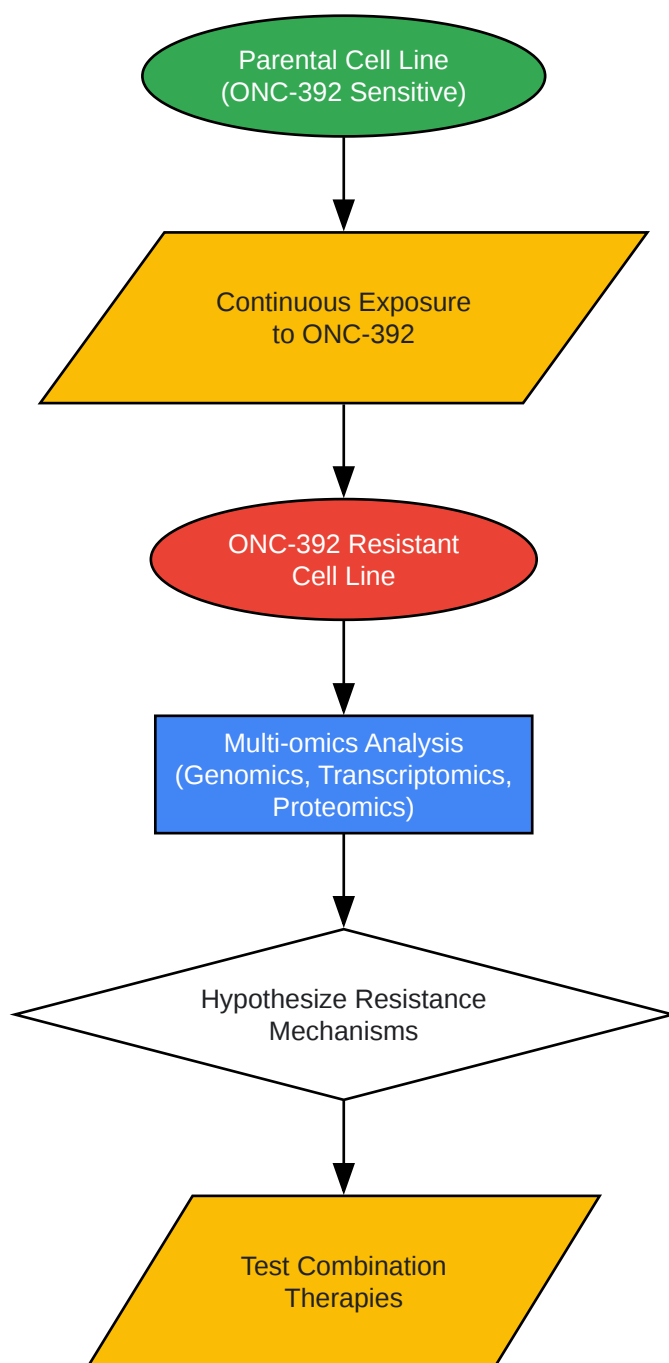 Parental Cell Line
(ONC-392 Sensitive)
Continuous Exposure
to ONC-392
ONC-392 Resistant
Cell Line
Multi-omics Analysis
(Genomics, Transcriptomics,
Proteomics)
Hypothesize Resistance
Mechanisms
Test Combination
Therapies